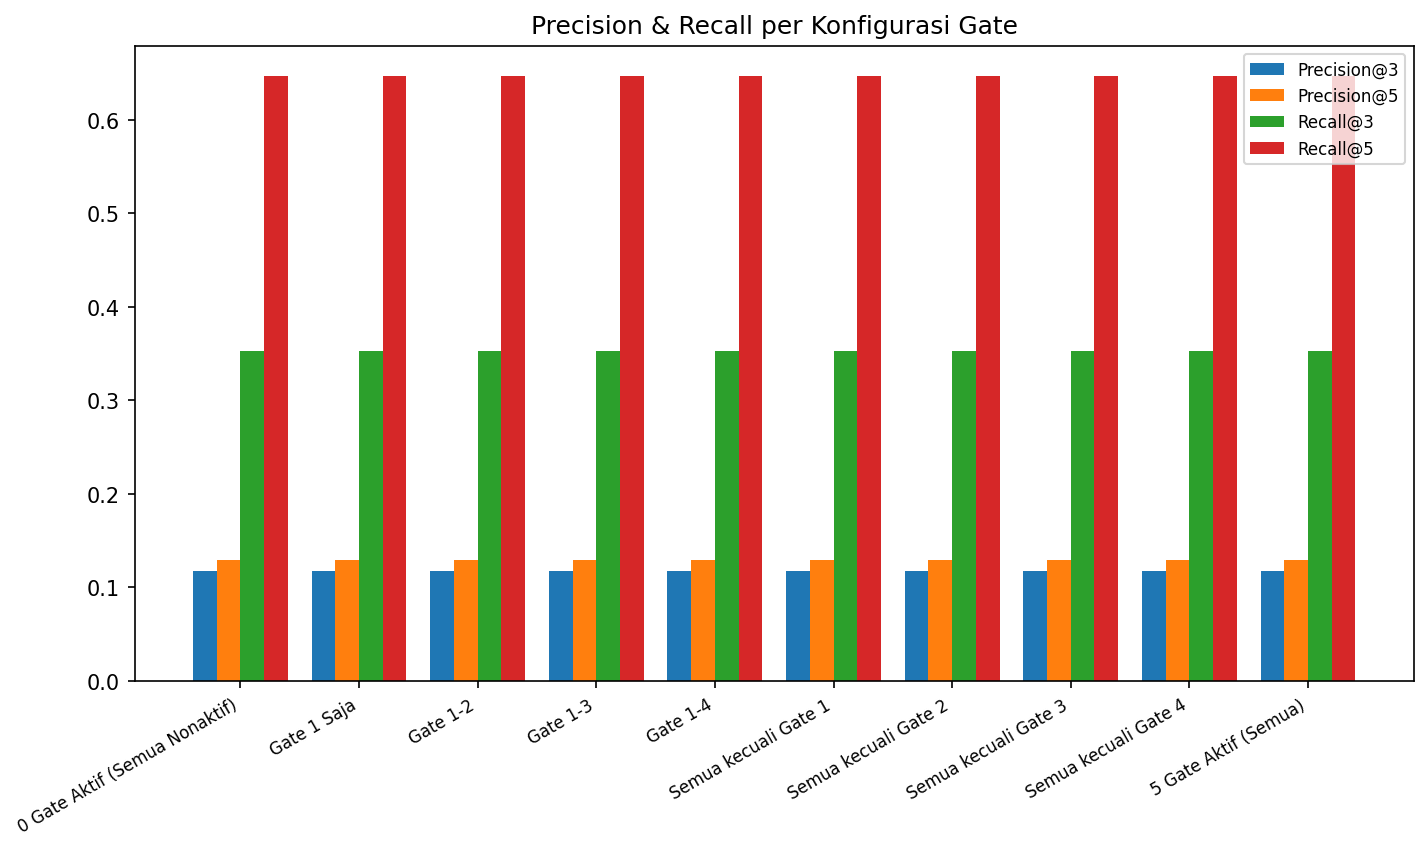 Precision & Recall per Konfigurasi Gate
Precision@3
Precision@5
Recall@3
Recall@5
0.6
0.5
0.4
0.3
0.2
0.1
0.0
0 Gate Aktif (Semua Nonaktif)
Gate 1 Saja
Gate 1-2
Gate 1-3
Gate 1-4
Semua kecuali Gate 1
Semua kecuali Gate 2
Semua kecuali Gate 3
Semua kecuali Gate 4
5 Gate Aktif (Semua)